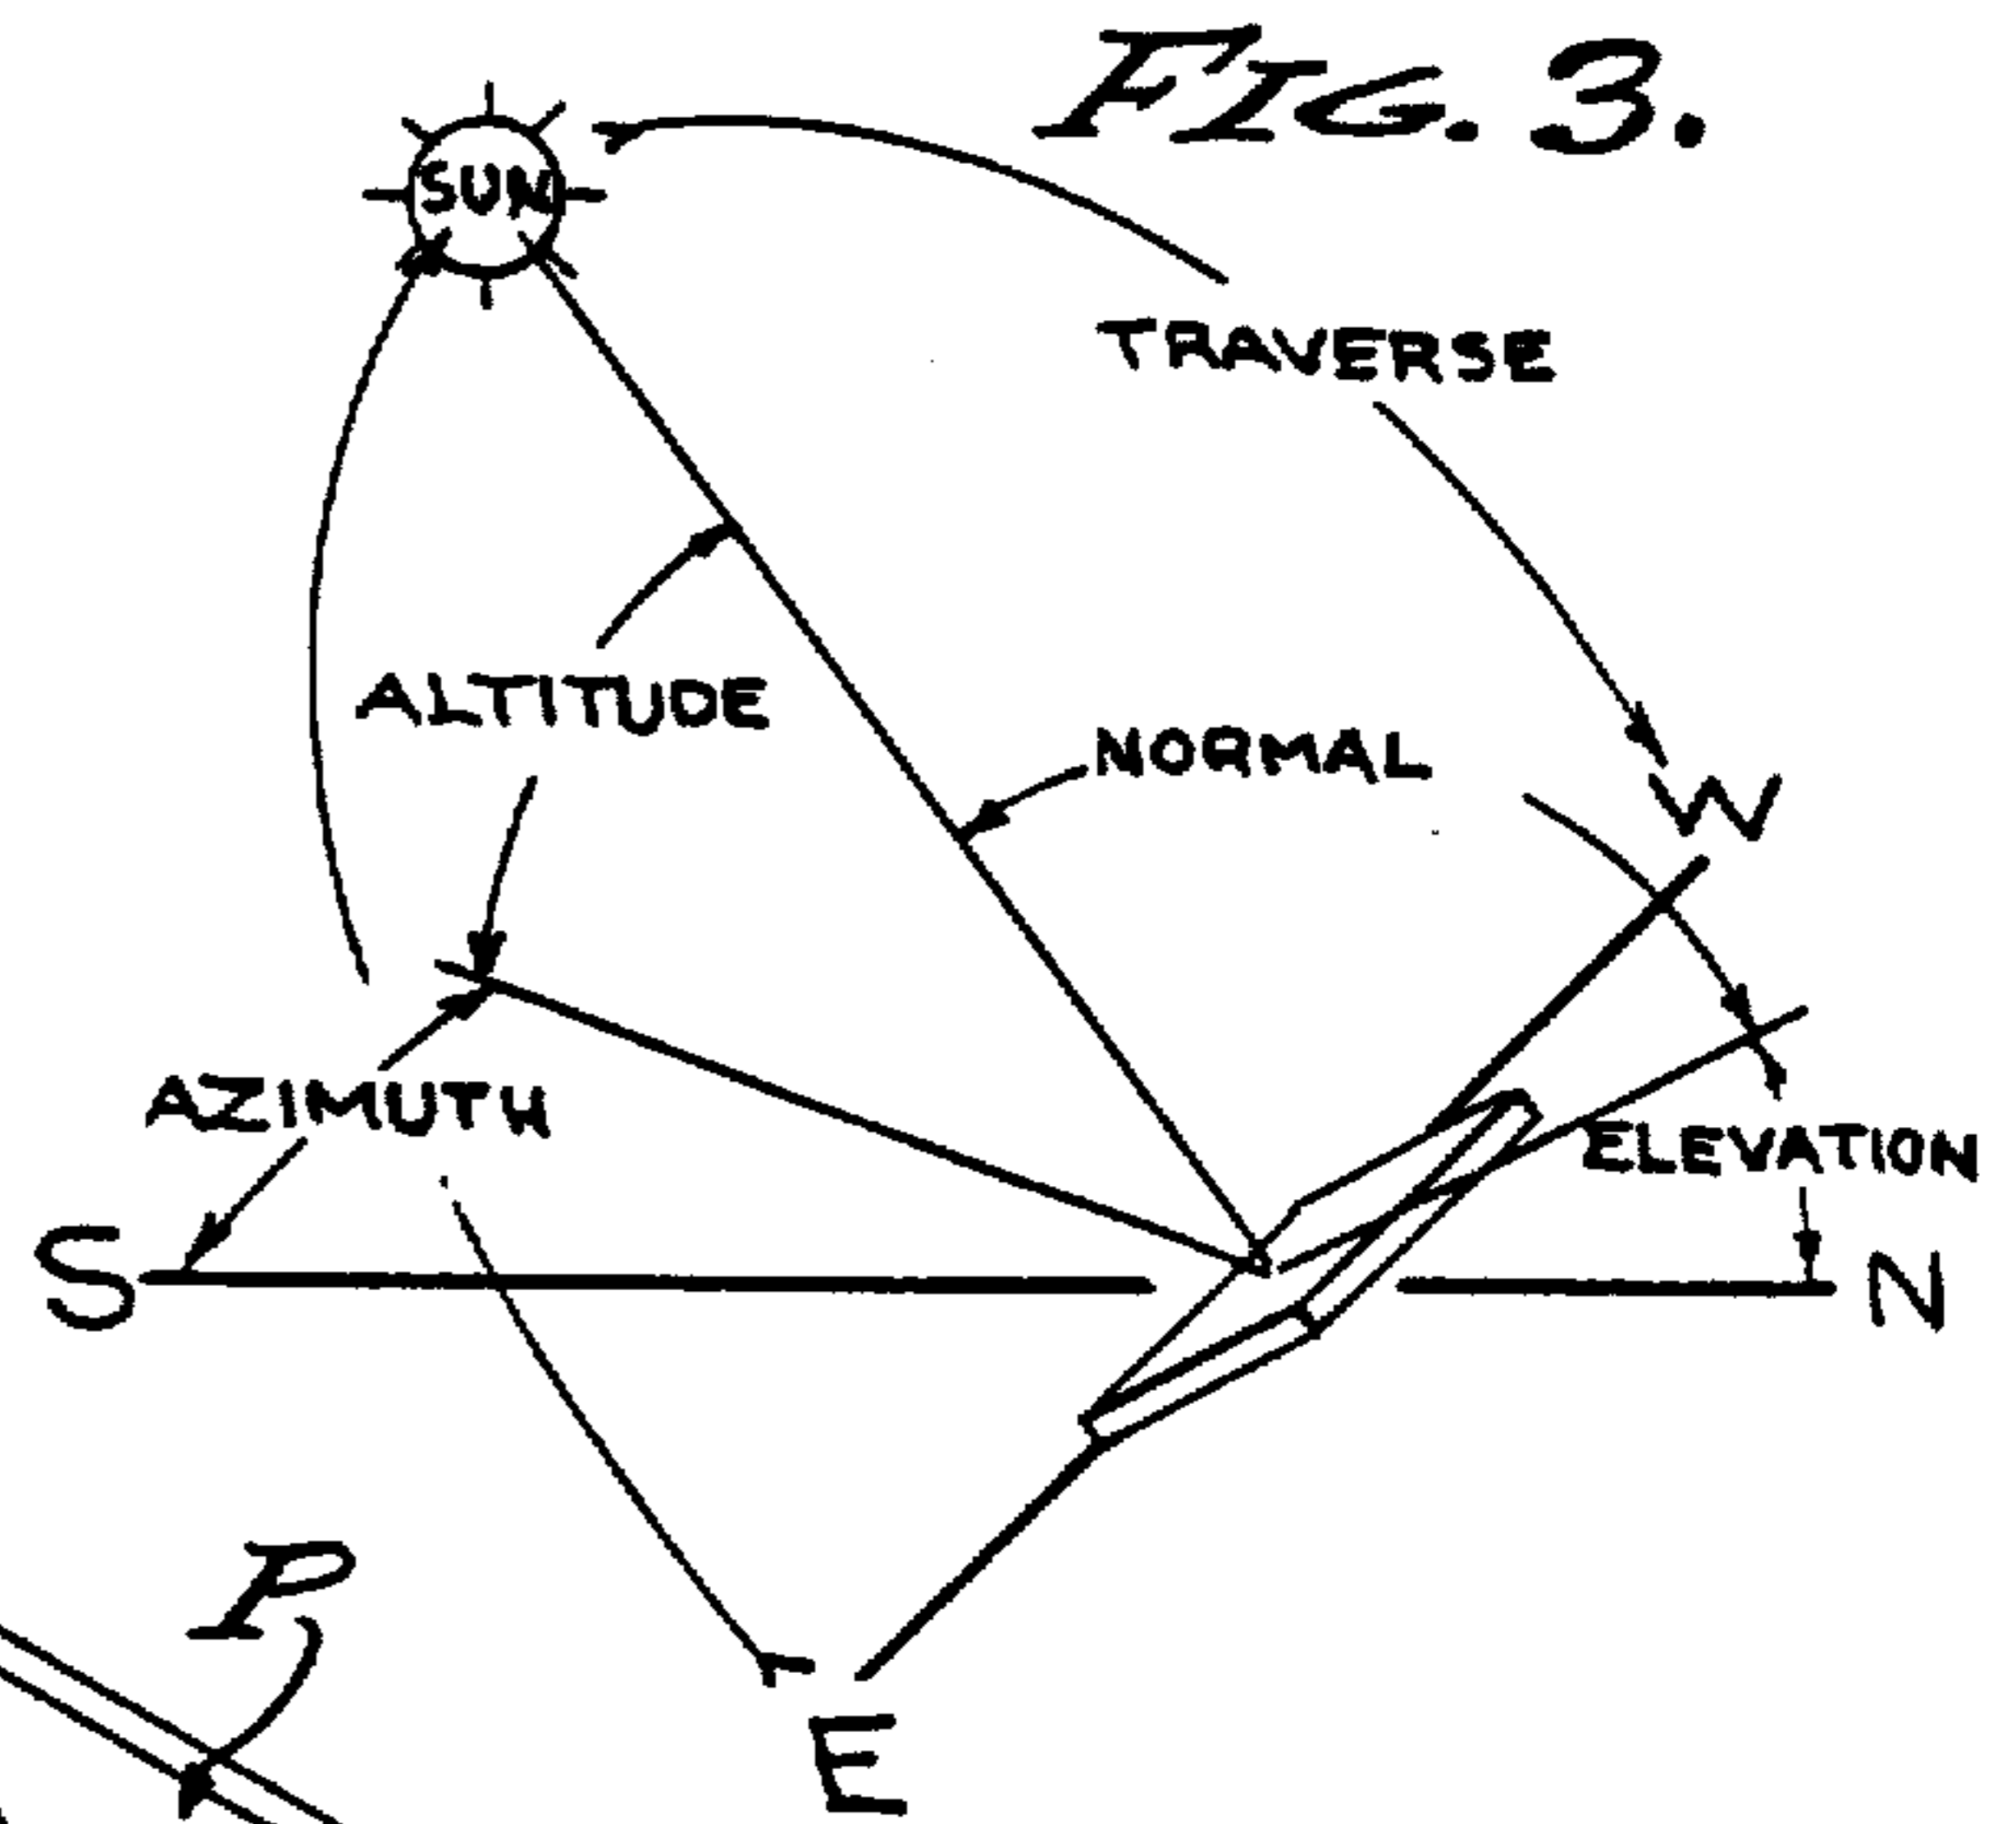 FIG. 3.
SUN
TRAVERSE
ALTITUDE
NORMAL
W
AZIMUTH
ELEVATION
S
N
P
E